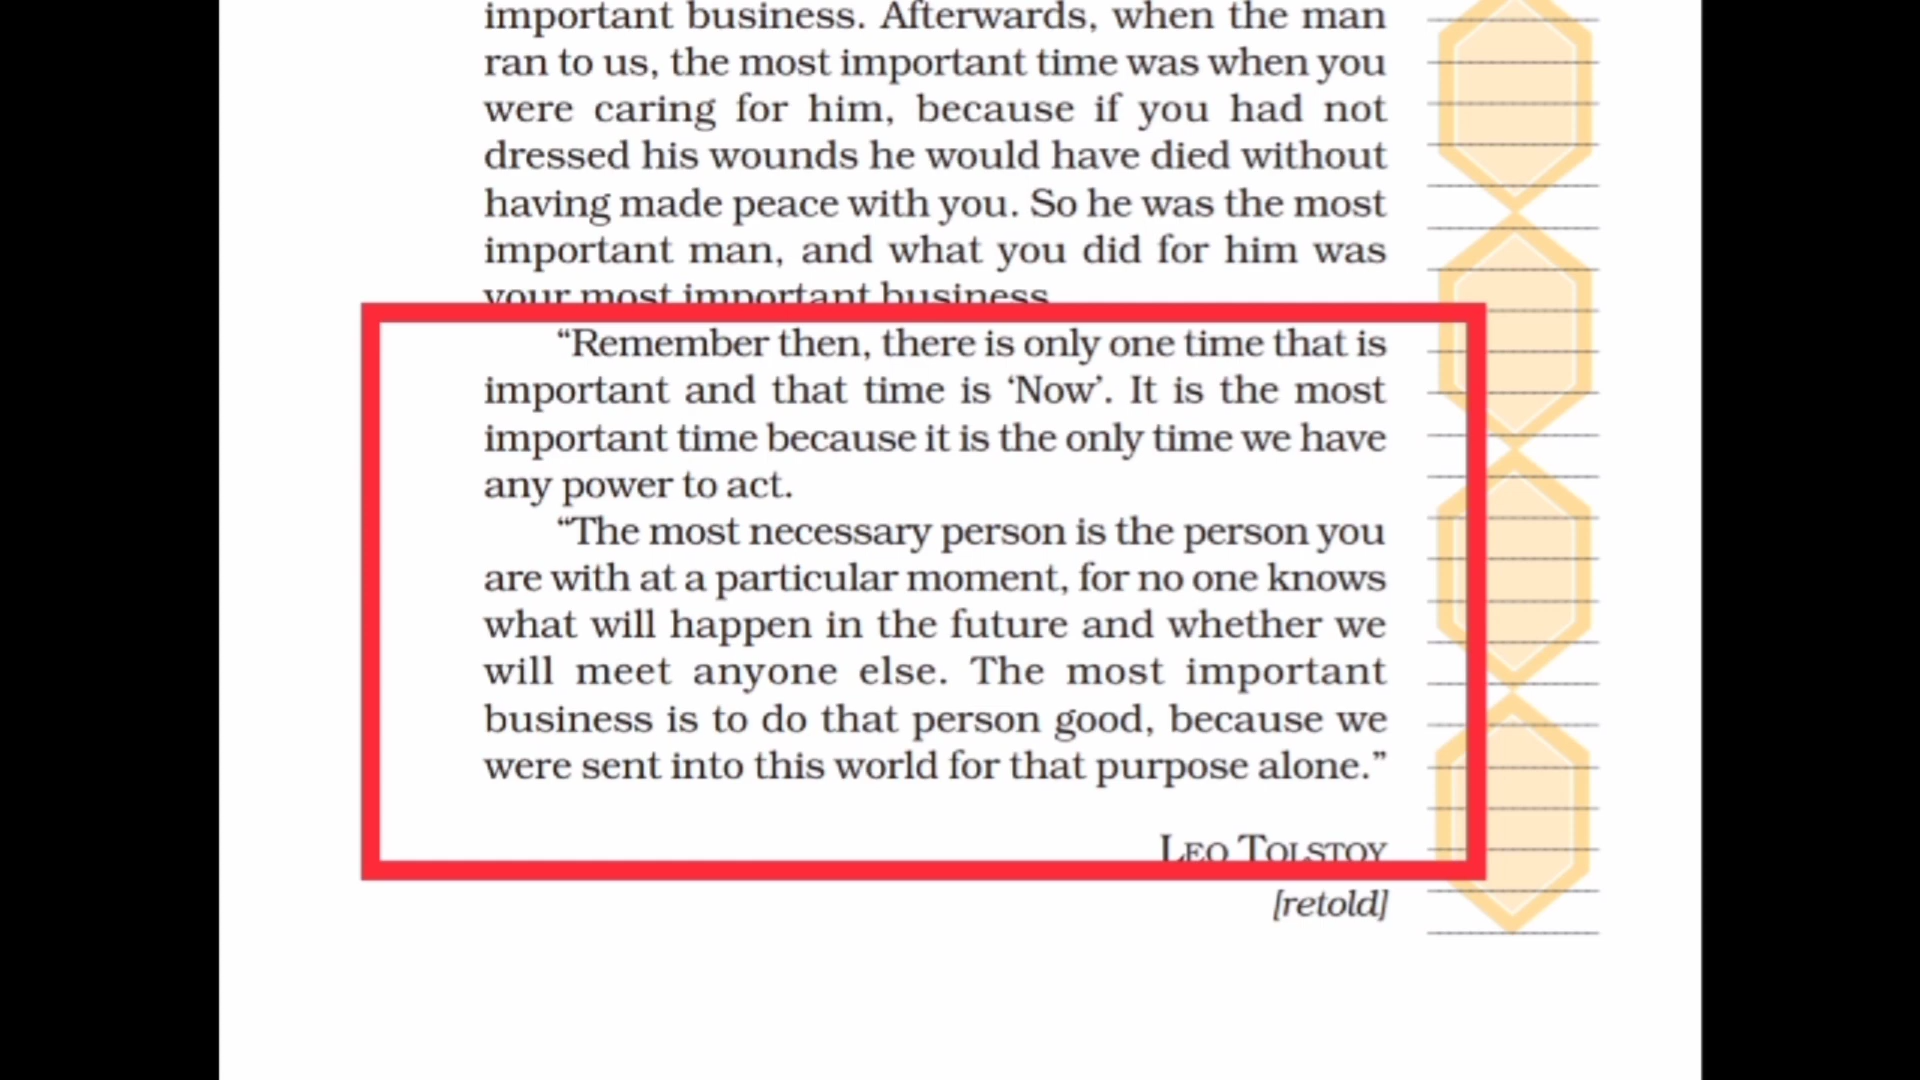 important business. Afterwards, when the man
ran to us, the most important time was when you
were caring for him, because if you had not
dressed his wounds he would have died without
having made peace with you. So he was the most
important man, and what you did for him was
your most important business.
“Remember then, there is only one time that is
important and that time is ‘Now’. It is the most
important time because it is the only time we have
any power to act.
“The most necessary person is the person you
are with at a particular moment, for no one knows
what will happen in the future and whether we
will meet anyone else. The most important
business is to do that person good, because we
were sent into this world for that purpose alone.”
LEO TOLSTOY
[retold]